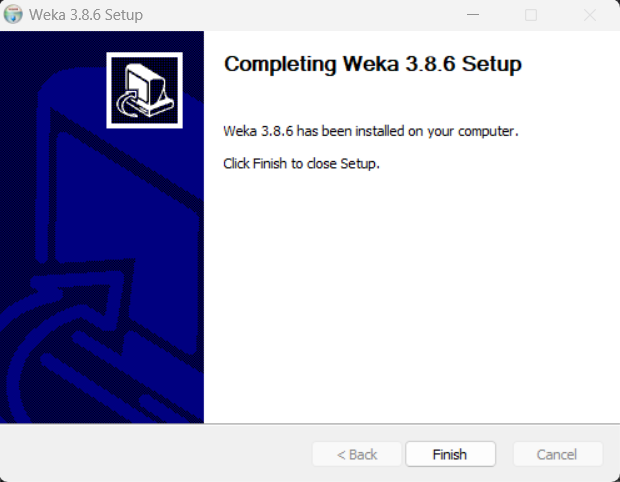 Weka 3.8.6 Setup
Completing Weka 3.8.6 Setup
Weka 3.8.6 has been installed on your computer.
Click Finish to close Setup.
< Back
Finish
Cancel